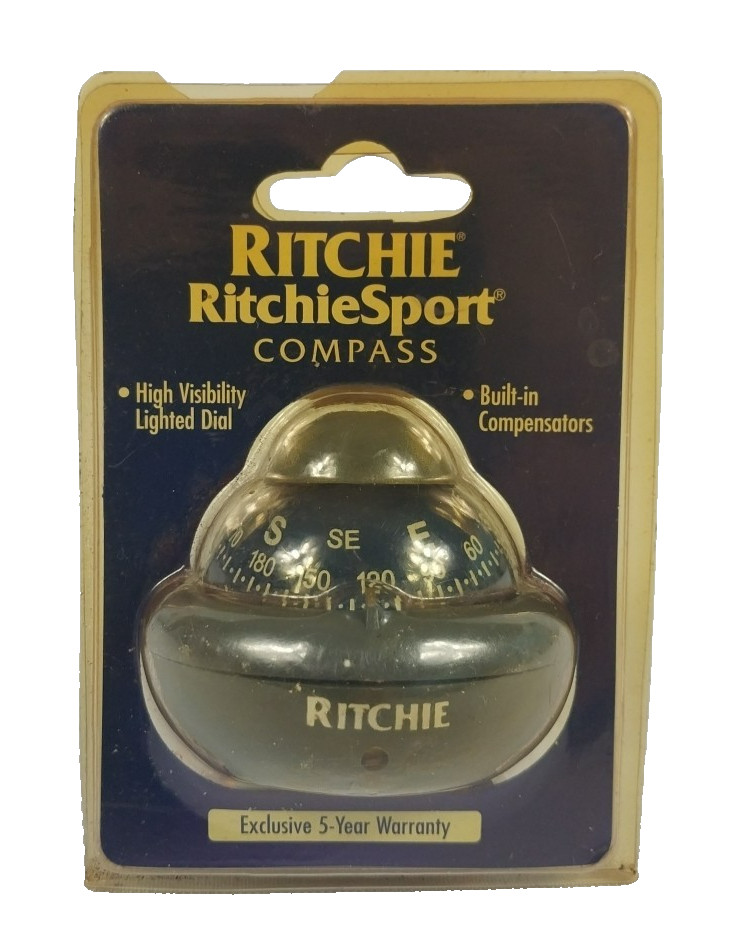 RITCHIE®
RitchieSport®
COMPASS
• High Visibility
Lighted Dial
• Built-in
Compensators
S SE E
180 150 120 60
RITCHIE
Exclusive 5-Year Warranty